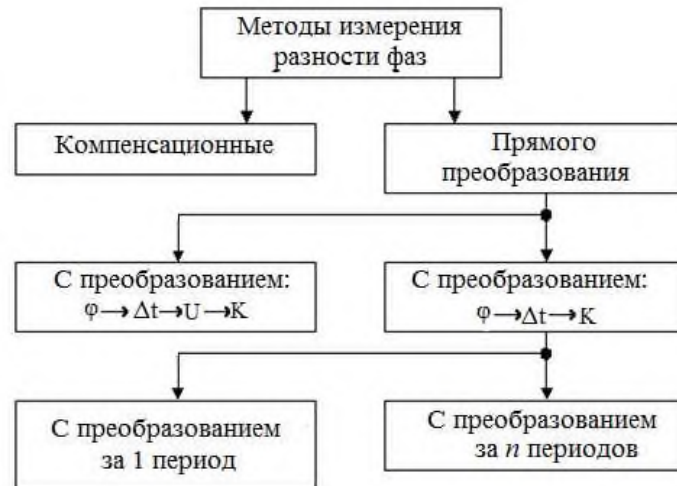 Методы измерения
разности фаз
Компенсационные
Прямого
преобразования
С преобразованием:
φ→Δt→U→K
С преобразованием:
φ→Δt→K
С преобразованием
за 1 период
С преобразованием
за n периодов